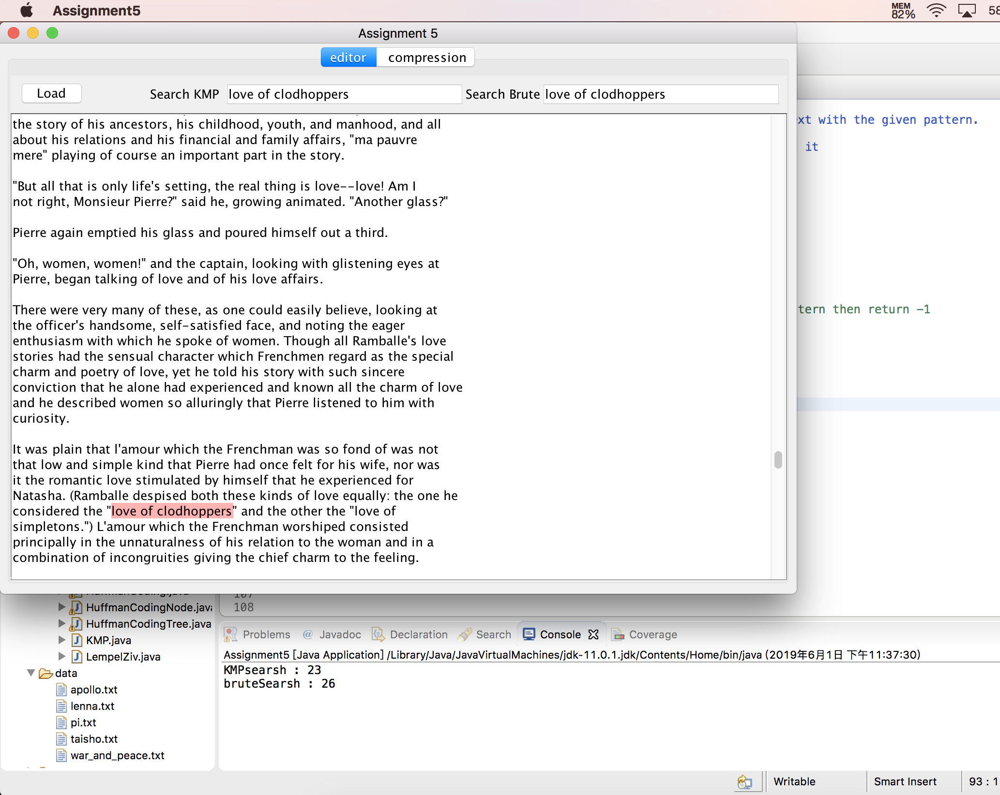 Assignment5
MEM
82%
58
Assignment 5
editor
compression
Load
Search KMP
love of clodhoppers
Search Brute
love of clodhoppers
the story of his ancestors, his childhood, youth, and manhood, and all
about his relations and his financial and family affairs, "ma pauvre
mere" playing of course an important part in the story.
"But all that is only life's setting, the real thing is love--love! Am I
not right, Monsieur Pierre?" said he, growing animated. "Another glass?"
Pierre again emptied his glass and poured himself out a third.
"Oh, women, women!" and the captain, looking with glistening eyes at
Pierre, began talking of love and of his love affairs.
There were very many of these, as one could easily believe, looking at
the officer's handsome, self-satisfied face, and noting the eager
enthusiasm with which he spoke of women. Though all Ramballe's love
stories had the sensual character which Frenchmen regard as the special
charm and poetry of love, yet he told his story with such sincere
conviction that he alone had experienced and known all the charm of love
and he described women so alluringly that Pierre listened to him with
curiosity.
It was plain that l'amour which the Frenchman was so fond of was not
that low and simple kind that Pierre had once felt for his wife, nor was
it the romantic love stimulated by himself that he experienced for
Natasha. (Ramballe despised both these kinds of love equally: the one he
considered the "love of clodhoppers" and the other the "love of
simpletons.") L'amour which the Frenchman worshiped consisted
principally in the unnaturalness of his relation to the woman and in a
combination of incongruities giving the chief charm to the feeling.
xt with the given pattern.
it
tern then return -1
107
108
HuffmanCoding.java
HuffmanCodingNode.java
HuffmanCodingTree.java
KMP.java
LempelZiv.java
data
apollo.txt
lenna.txt
pi.txt
taisho.txt
war_and_peace.txt
Problems
@ Javadoc
Declaration
Search
Console
Coverage
Assignment5 [Java Application] /Library/Java/JavaVirtualMachines/jdk-11.0.1.jdk/Contents/Home/bin/java (2019年6月1日 下午11:37:30)
KMPsearsh : 23
bruteSearsh : 26
Writable
Smart Insert
93 : 1